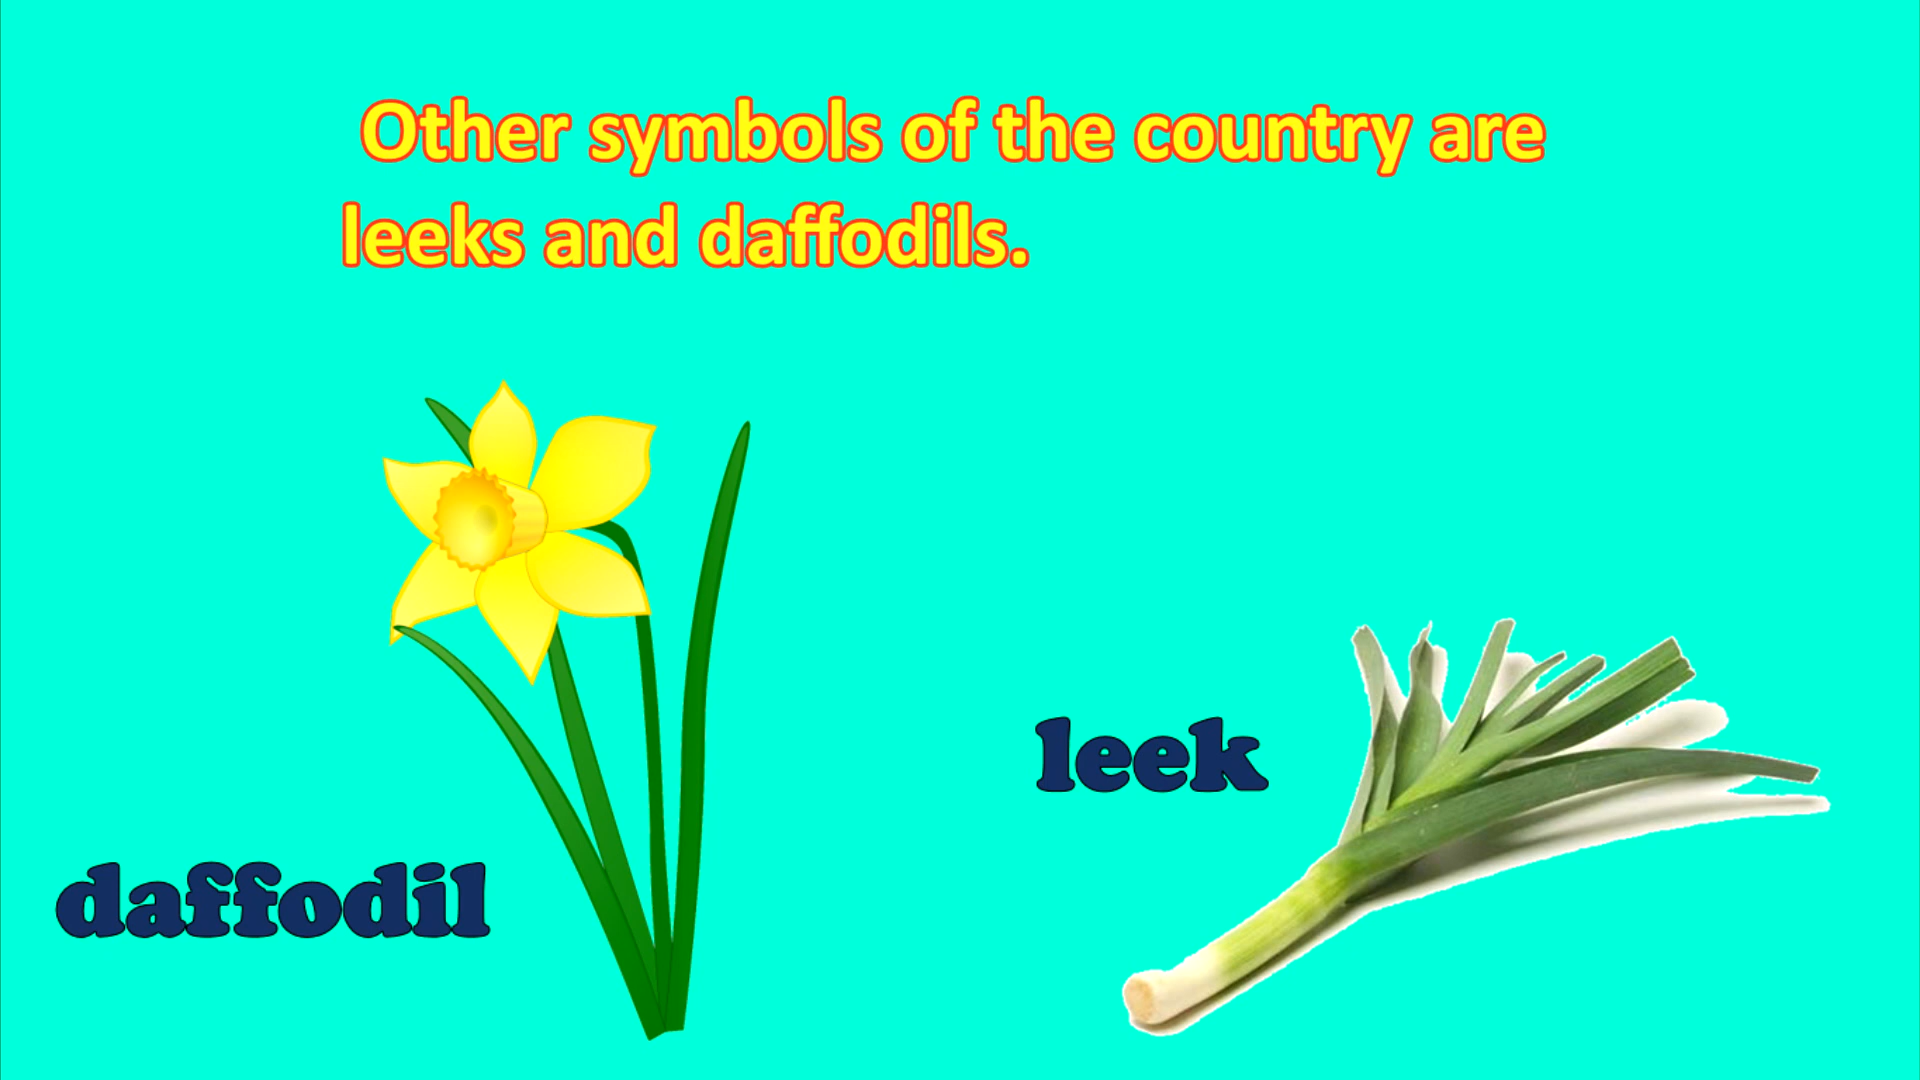 Other symbols of the country are
leeks and daffodils.
leek
daffodil